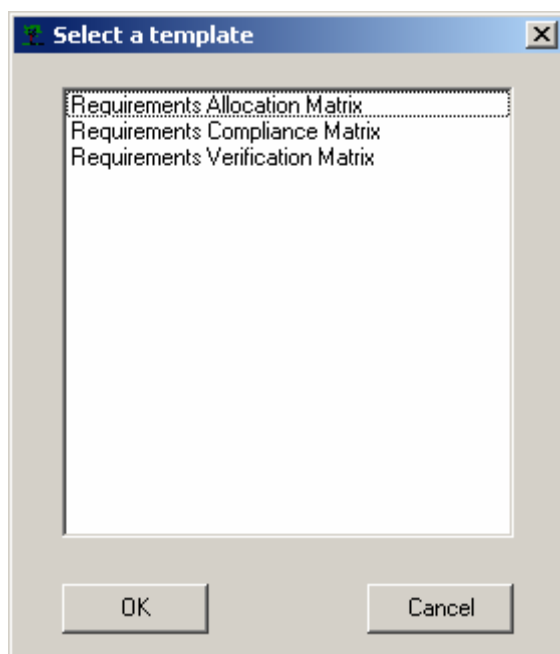 Select a template
Requirements Allocation Matrix
Requirements Compliance Matrix
Requirements Verification Matrix
OK
Cancel